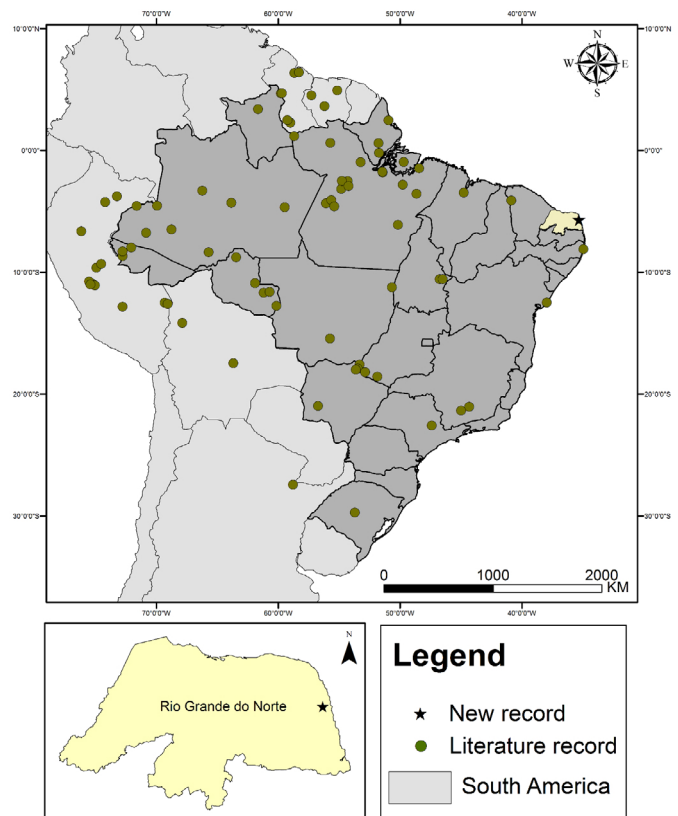 70°0'0"W 60°0'0"W 50°0'0"W 40°0'0"W
10°0'0"N 10°0'0"N
N
W E
S
0°0'0" 0°0'0"
10°0'0"S 10°0'0"S
20°0'0"S 20°0'0"S
30°0'0"S 30°0'0"S
0 1000 2000
KM
70°0'0"W 60°0'0"W 50°0'0"W 40°0'0"W
N
Rio Grande do Norte
Legend
New record
Literature record
South America